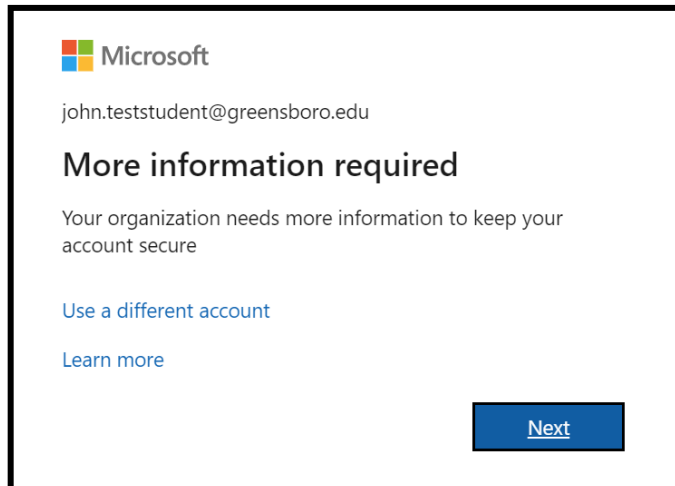 Microsoft
john.teststudent@greensboro.edu
More information required
Your organization needs more information to keep your
account secure
Use a different account
Learn more
Next